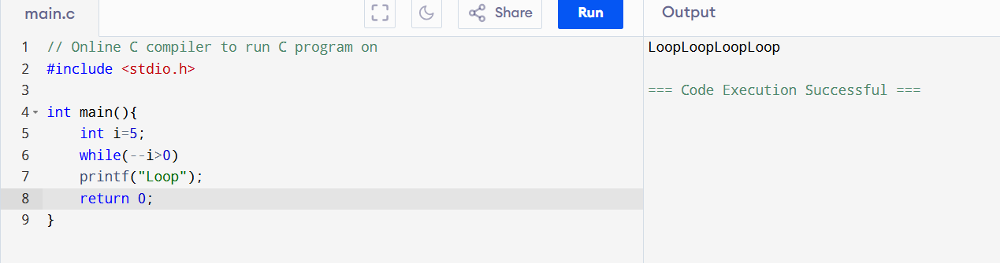 main.c
Share
Run
Output
1 // Online C compiler to run C program on
2 #include <stdio.h>
3
4 int main(){
5     int i=5;
6     while(--i>0)
7     printf("Loop");
8     return 0;
9 }
LoopLoopLoopLoop
=== Code Execution Successful ===